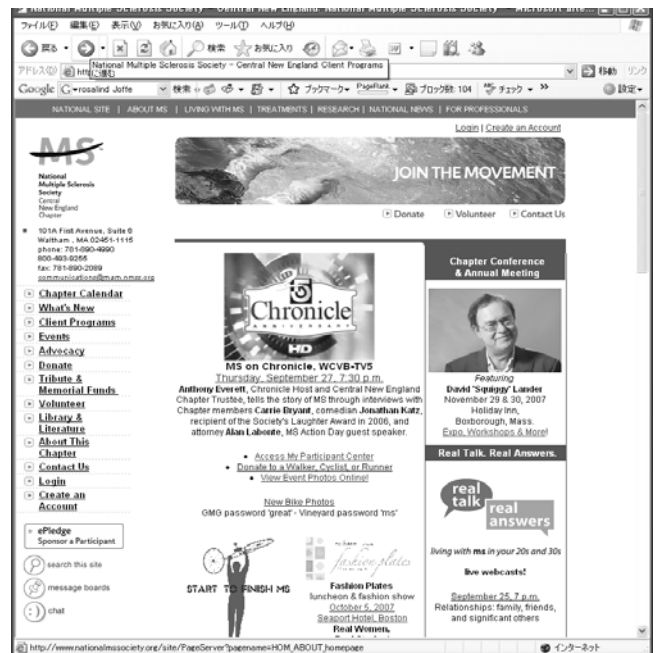 National Multiple Sclerosis Society - Central New England: National Multiple Sclerosis Society - Microsoft
ファイル(F) 編集(E) 表示(V) お気に入り(A) ツール(T) ヘルプ(H)
戻る 検索 お気に入り
National Multiple Sclerosis Society - Central New England Client Programs
に進む
アドレス(D) 移動 リンク
Google rosalind Joffe 検索 ブックマーク PageRank ブロック数: 104 チェック 設定
NATIONAL SITE | ABOUT MS | LIVING WITH MS | TREATMENTS | RESEARCH | NATIONAL NEWS | FOR PROFESSIONALS
Login | Create an Account
MS
National
Multiple Sclerosis
Society
Central
New England
Chapter
JOIN THE MOVEMENT
Donate Volunteer Contact Us
101A First Avenue, Suite 6
Waltham , MA 02451-1115
phone: 781-890-4990
800-493-9255
fax: 781-890-2089
communications@mam.nmss.org
Chapter Calendar
What's New
Client Programs
Events
Advocacy
Donate
Tribute &
Memorial Funds
Volunteer
Library &
Literature
About This
Chapter
Contact Us
Login
Create an
Account
ePledge
Sponsor a Participant
search this site
message boards
chat
5
Chronicle
ANNIVERSARY
HD
MS on Chronicle, WCVB-TV5
Thursday, September 27, 7:30 p.m.
Anthony Everett, Chronicle Host and Central New England
Chapter Trustee, tells the story of MS through interviews with
Chapter members Carrie Bryant, comedian Jonathan Katz,
recipient of the Society's Laughter Award in 2006, and
attorney Alan Labonte, MS Action Day guest speaker.
Access My Participant Center
Donate to a Walker, Cyclist, or Runner
View Event Photos Online!
New Bike Photos
GMG password 'great' - Vineyard password 'ms'
START TO FINISH MS
fashion plates
Fashion Plates
luncheon & fashion show
October 5, 2007
Seaport Hotel, Boston
Real Women,
Chapter Conference
& Annual Meeting
Featuring
David "Squiggy" Lander
November 29 & 30, 2007
Holiday Inn,
Boxborough, Mass.
Expo, Workshops & More!
Real Talk. Real Answers.
real
talk
real
answers
living with ms in your 20s and 30s
live webcasts!
September 25, 7 p.m.
Relationships: family, friends,
and significant others
http://www.nationalmssociety.org/site/PageServer?pagename=HOM_ABOUT_homepage
インターネット